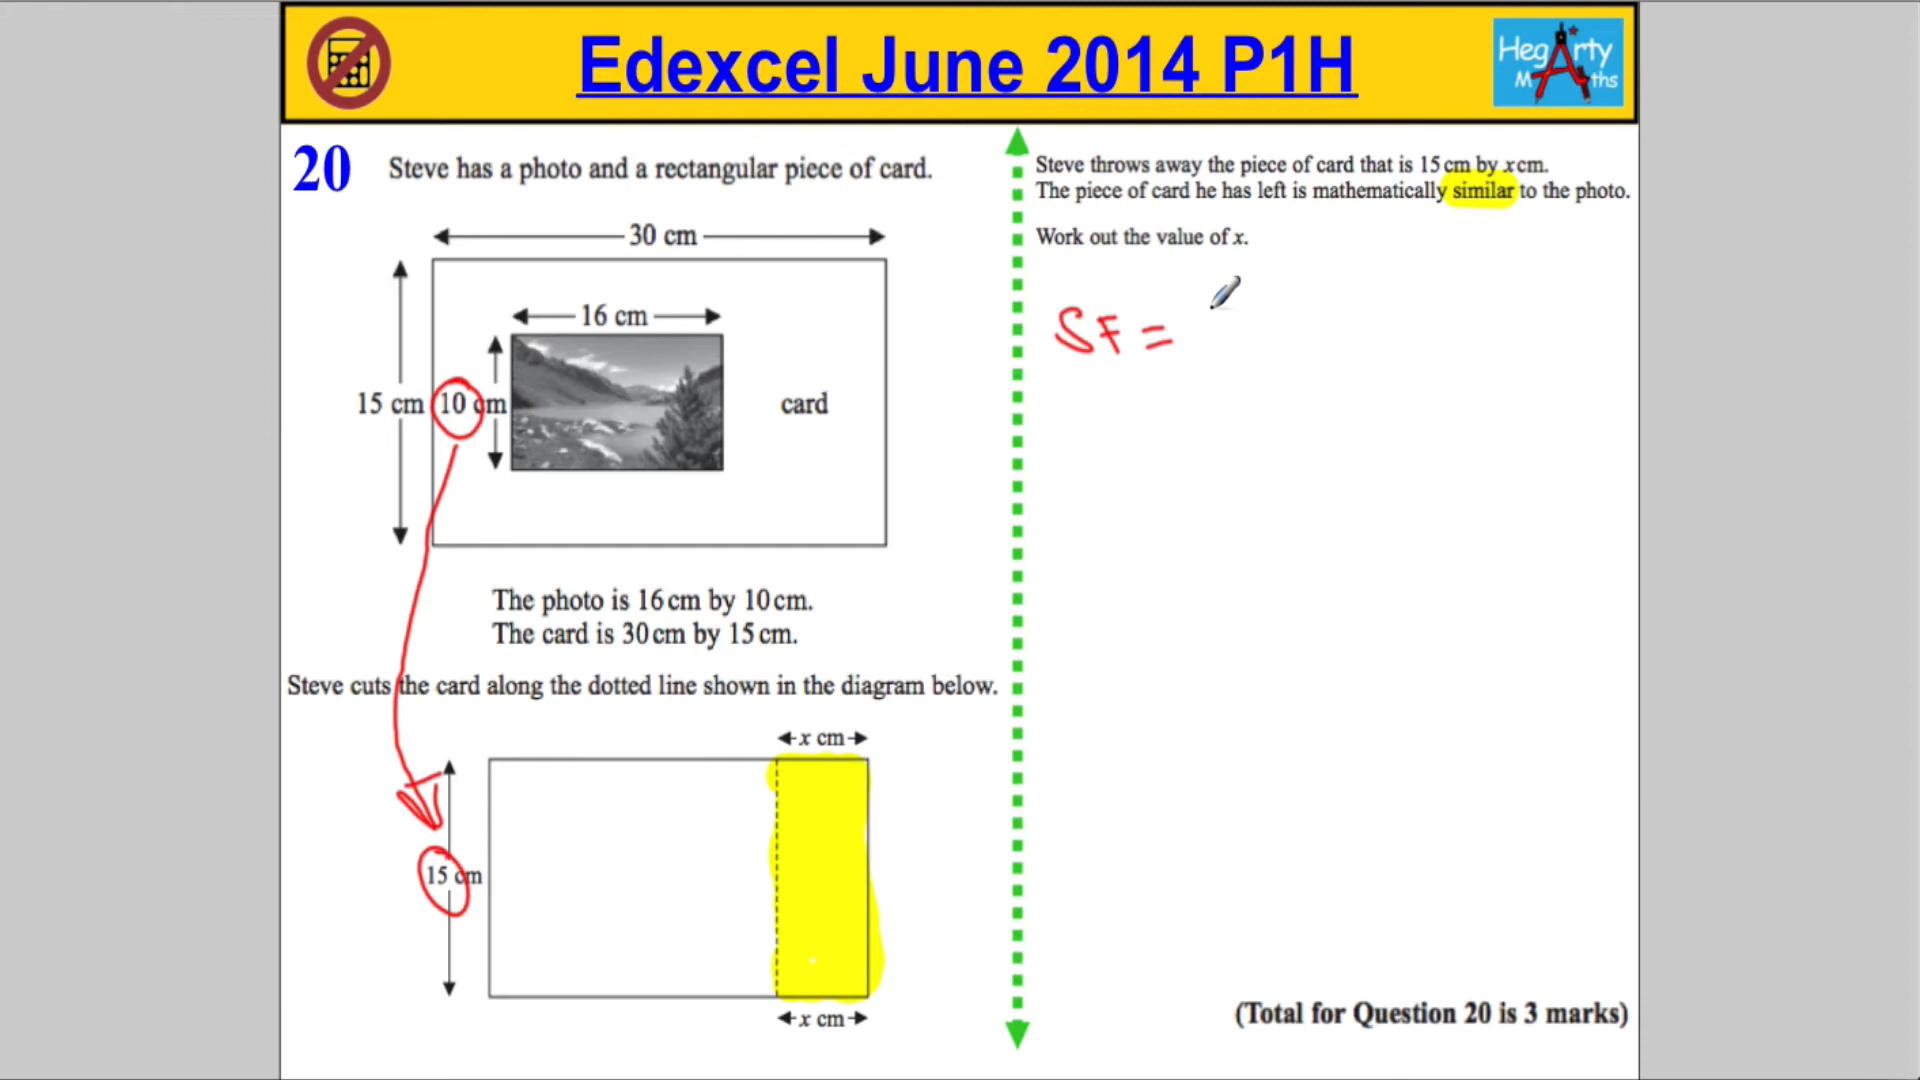 Edexcel June 2014 P1H
Hegarty
Maths
20
Steve has a photo and a rectangular piece of card.
30 cm
16 cm
15 cm
10 cm
card
The photo is 16 cm by 10 cm.
The card is 30 cm by 15 cm.
Steve cuts the card along the dotted line shown in the diagram below.
x cm
15 cm
x cm
Steve throws away the piece of card that is 15 cm by x cm.
The piece of card he has left is mathematically similar to the photo.
Work out the value of x.
SF =
(Total for Question 20 is 3 marks)